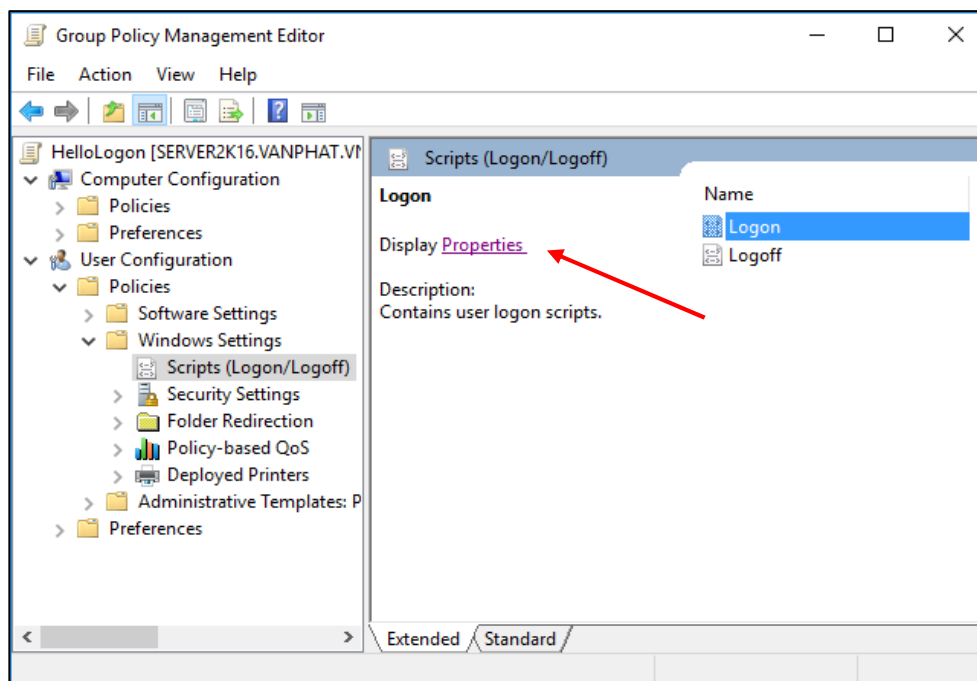 Group Policy Management Editor
File Action View Help
HelloLogon [SERVER2K16.VANPHAT.VN
Computer Configuration
Policies
Preferences
User Configuration
Policies
Software Settings
Windows Settings
Scripts (Logon/Logoff)
Security Settings
Folder Redirection
Policy-based QoS
Deployed Printers
Administrative Templates: P
Preferences
Scripts (Logon/Logoff)
Logon
Display Properties
Description:
Contains user logon scripts.
Name
Logon
Logoff
Extended Standard